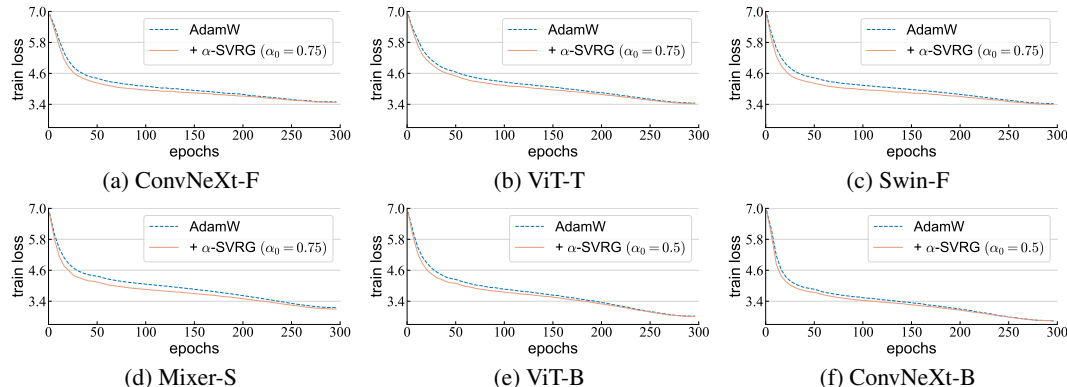 7.0
5.8
4.6
3.4
train loss
AdamW
+ α-SVRG (α₀ = 0.75)
0 50 100 150 200 250 300
epochs
(a) ConvNeXt-F
7.0
5.8
4.6
3.4
train loss
AdamW
+ α-SVRG (α₀ = 0.75)
0 50 100 150 200 250 300
epochs
(b) ViT-T
7.0
5.8
4.6
3.4
train loss
AdamW
+ α-SVRG (α₀ = 0.75)
0 50 100 150 200 250 300
epochs
(c) Swin-F
7.0
5.8
4.6
3.4
train loss
AdamW
+ α-SVRG (α₀ = 0.75)
0 50 100 150 200 250 300
epochs
(d) Mixer-S
7.0
5.8
4.6
3.4
train loss
AdamW
+ α-SVRG (α₀ = 0.5)
0 50 100 150 200 250 300
epochs
(e) ViT-B
7.0
5.8
4.6
3.4
train loss
AdamW
+ α-SVRG (α₀ = 0.5)
0 50 100 150 200 250 300
epochs
(f) ConvNeXt-B